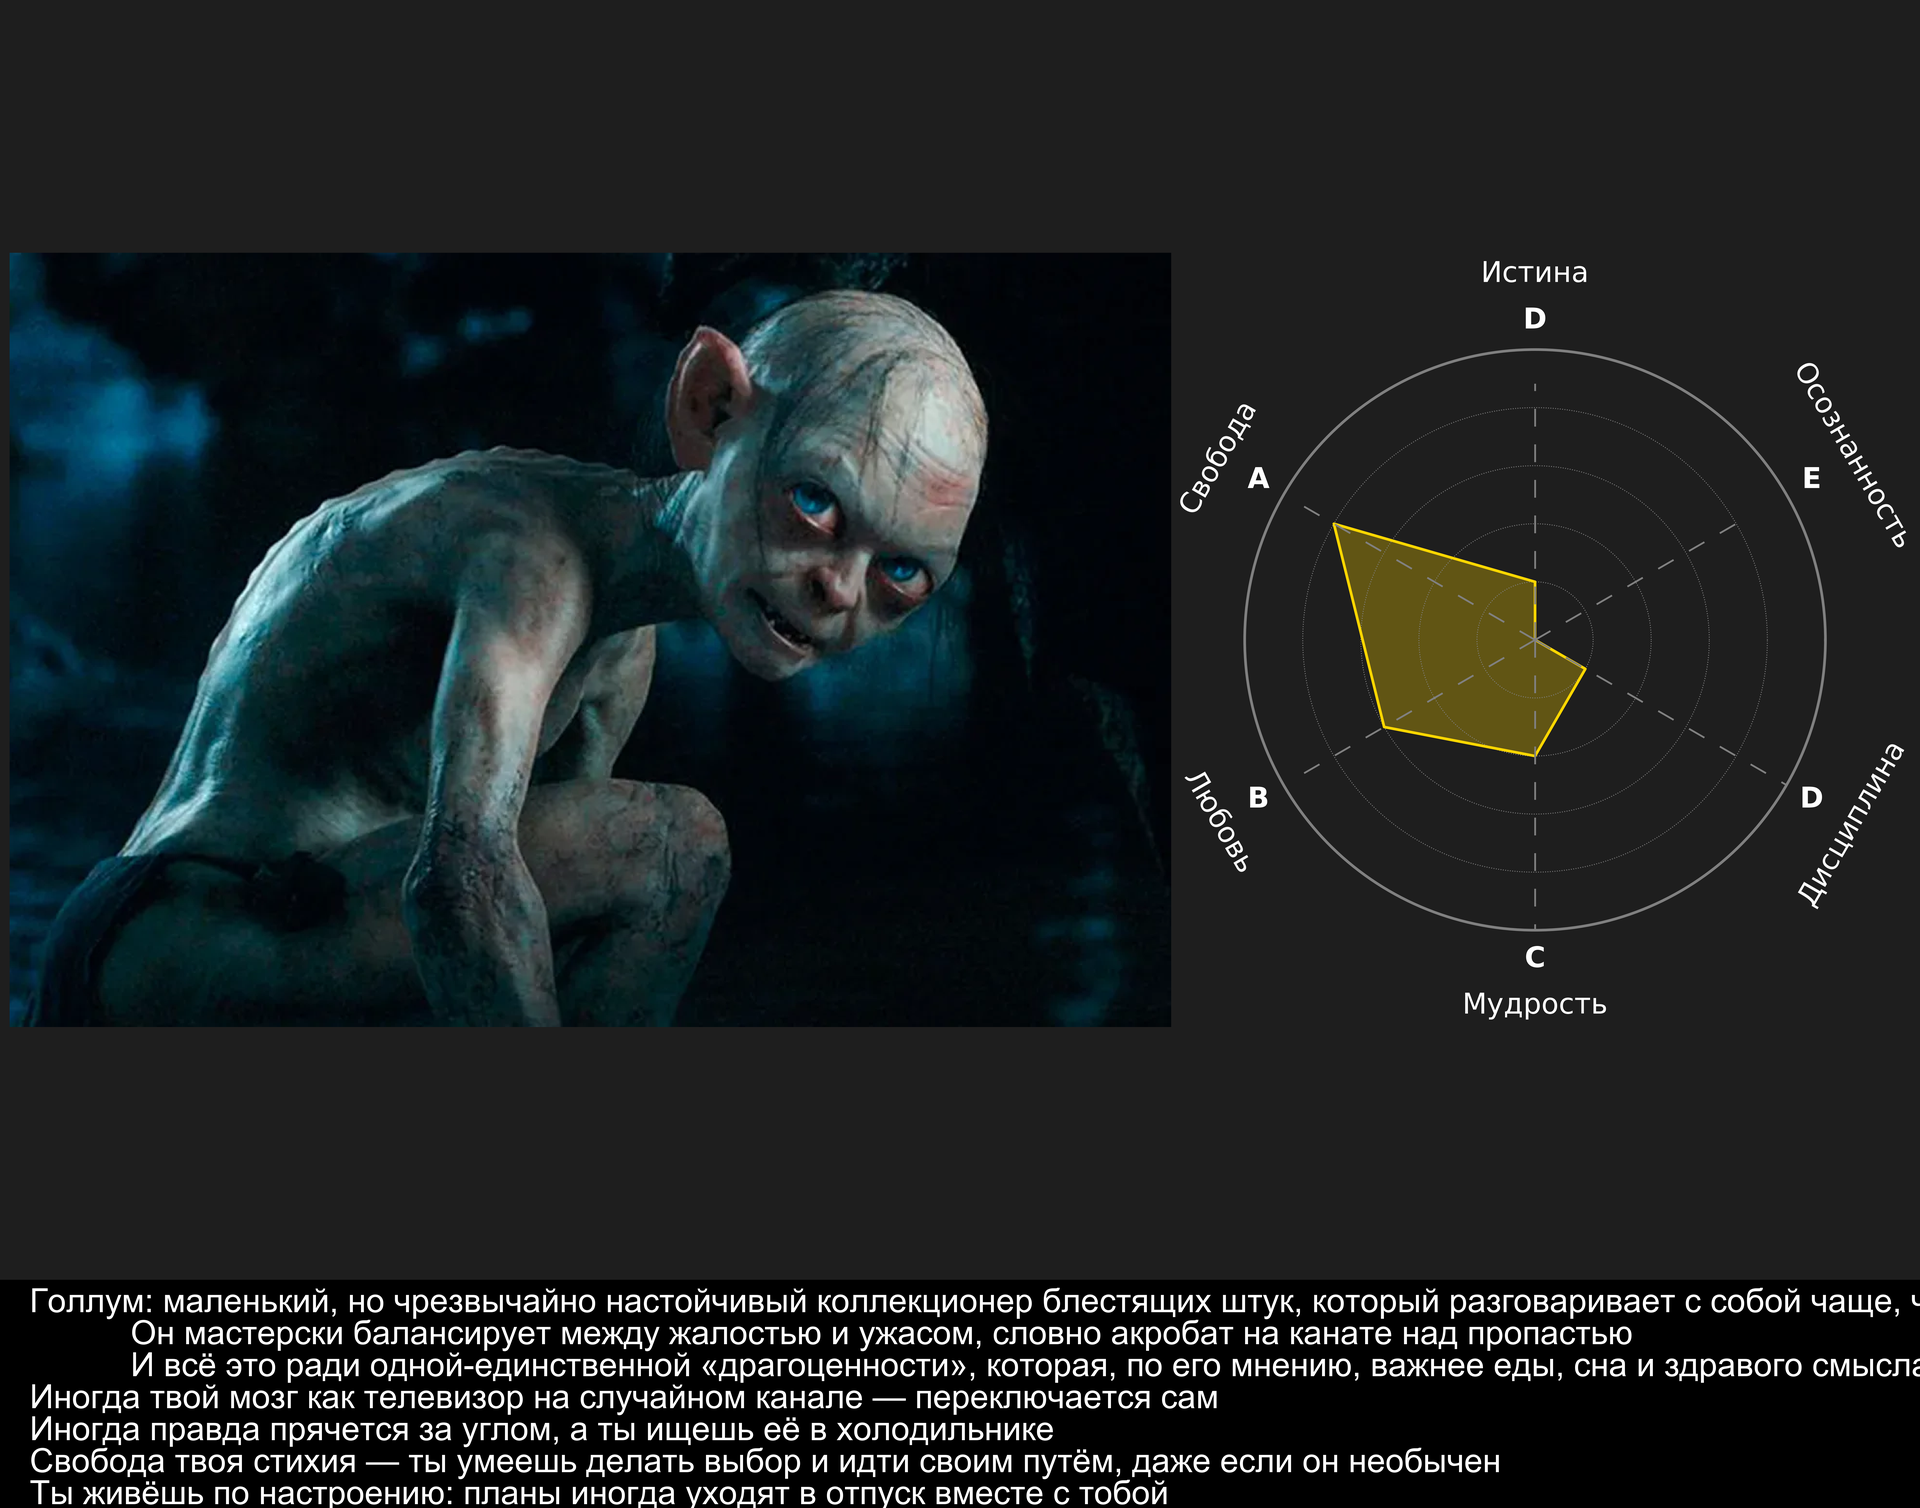 Истина
D
Осознанность
E
Свобода
A
Любовь
B
D
Дисциплина
C
Мудрость
Голлум: маленький, но чрезвычайно настойчивый коллекционер блестящих штук, который разговаривает с собой чаще,
Он мастерски балансирует между жалостью и ужасом, словно акробат на канате над пропастью
И всё это ради одной-единственной «драгоценности», которая, по его мнению, важнее еды, сна и здравого смысла
Иногда твой мозг как телевизор на случайном канале — переключается сам
Иногда правда прячется за углом, а ты ищешь её в холодильнике
Свобода твоя стихия — ты умеешь делать выбор и идти своим путём, даже если он необычен
Ты живёшь по настроению: планы иногда уходят в отпуск вместе с тобой